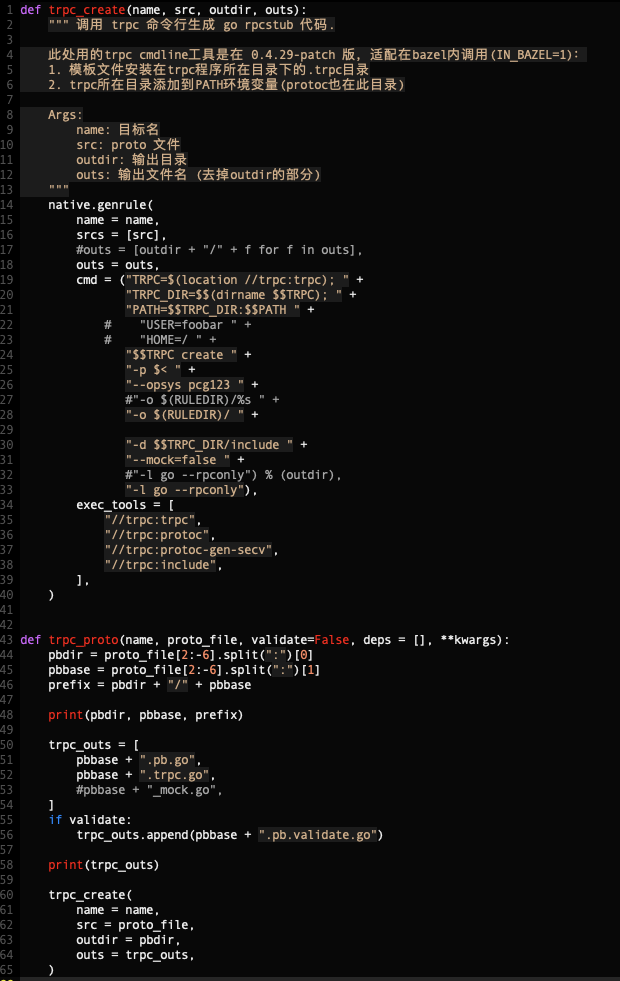 1 def trpc_create(name, src, outdir, outs):
2     """ 调用 trpc 命令行生成 go rpcstub 代码.
3
4     此处用的trpc cmdline工具是在 0.4.29-patch 版, 适配在bazel内调用(IN_BAZEL=1):
5     1. 模板文件安装在trpc程序所在目录下的.trpc目录
6     2. trpc所在目录添加到PATH环境变量(protoc也在此目录)
7
8     Args:
9         name: 目标名
10         src: proto 文件
11         outdir: 输出目录
12         outs: 输出文件名 (去掉outdir的部分)
13     """
14     native.genrule(
15         name = name,
16         srcs = [src],
17         #outs = [outdir + "/" + f for f in outs],
18         outs = outs,
19         cmd = ("TRPC=$(location //trpc:trpc); " +
20                "TRPC_DIR=$$(dirname $$TRPC); " +
21                "PATH=$$TRPC_DIR:$$PATH " +
22             #    "USER=foobar " +
23             #    "HOME=/ " +
24                "$$TRPC create " +
25                "-p $< " +
26                "--opsys pcg123 " +
27                #"-o $(RULEDIR)/%s " +
28                "-o $(RULEDIR)/ " +
29
30                "-d $$TRPC_DIR/include " +
31                "--mock=false " +
32                #"-l go --rpconly") % (outdir),
33                "-l go --rpconly"),
34         exec_tools = [
35             "//trpc:trpc",
36             "//trpc:protoc",
37             "//trpc:protoc-gen-secv",
38             "//trpc:include",
39         ],
40     )
41
42
43 def trpc_proto(name, proto_file, validate=False, deps = [], **kwargs):
44     pbdir = proto_file[2:-6].split(":")[0]
45     pbbase = proto_file[2:-6].split(":")[1]
46     prefix = pbdir + "/" + pbbase
47
48     print(pbdir, pbbase, prefix)
49
50     trpc_outs = [
51         pbbase + ".pb.go",
52         pbbase + ".trpc.go",
53         #pbbase + "_mock.go",
54     ]
55     if validate:
56         trpc_outs.append(pbbase + ".pb.validate.go")
57
58     print(trpc_outs)
59
60     trpc_create(
61         name = name,
62         src = proto_file,
63         outdir = pbdir,
64         outs = trpc_outs,
65     )